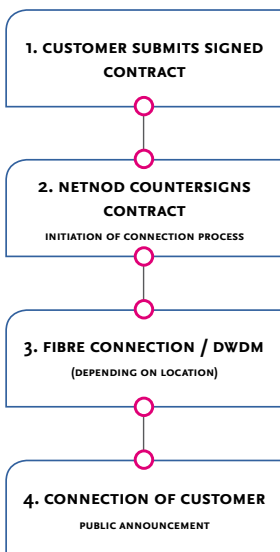 1. CUSTOMER SUBMITS SIGNED
CONTRACT
2. NETNOD COUNTERSIGNS
CONTRACT
INITIATION OF CONNECTION PROCESS
3. FIBRE CONNECTION / DWDM
(DEPENDING ON LOCATION)
4. CONNECTION OF CUSTOMER
PUBLIC ANNOUNCEMENT